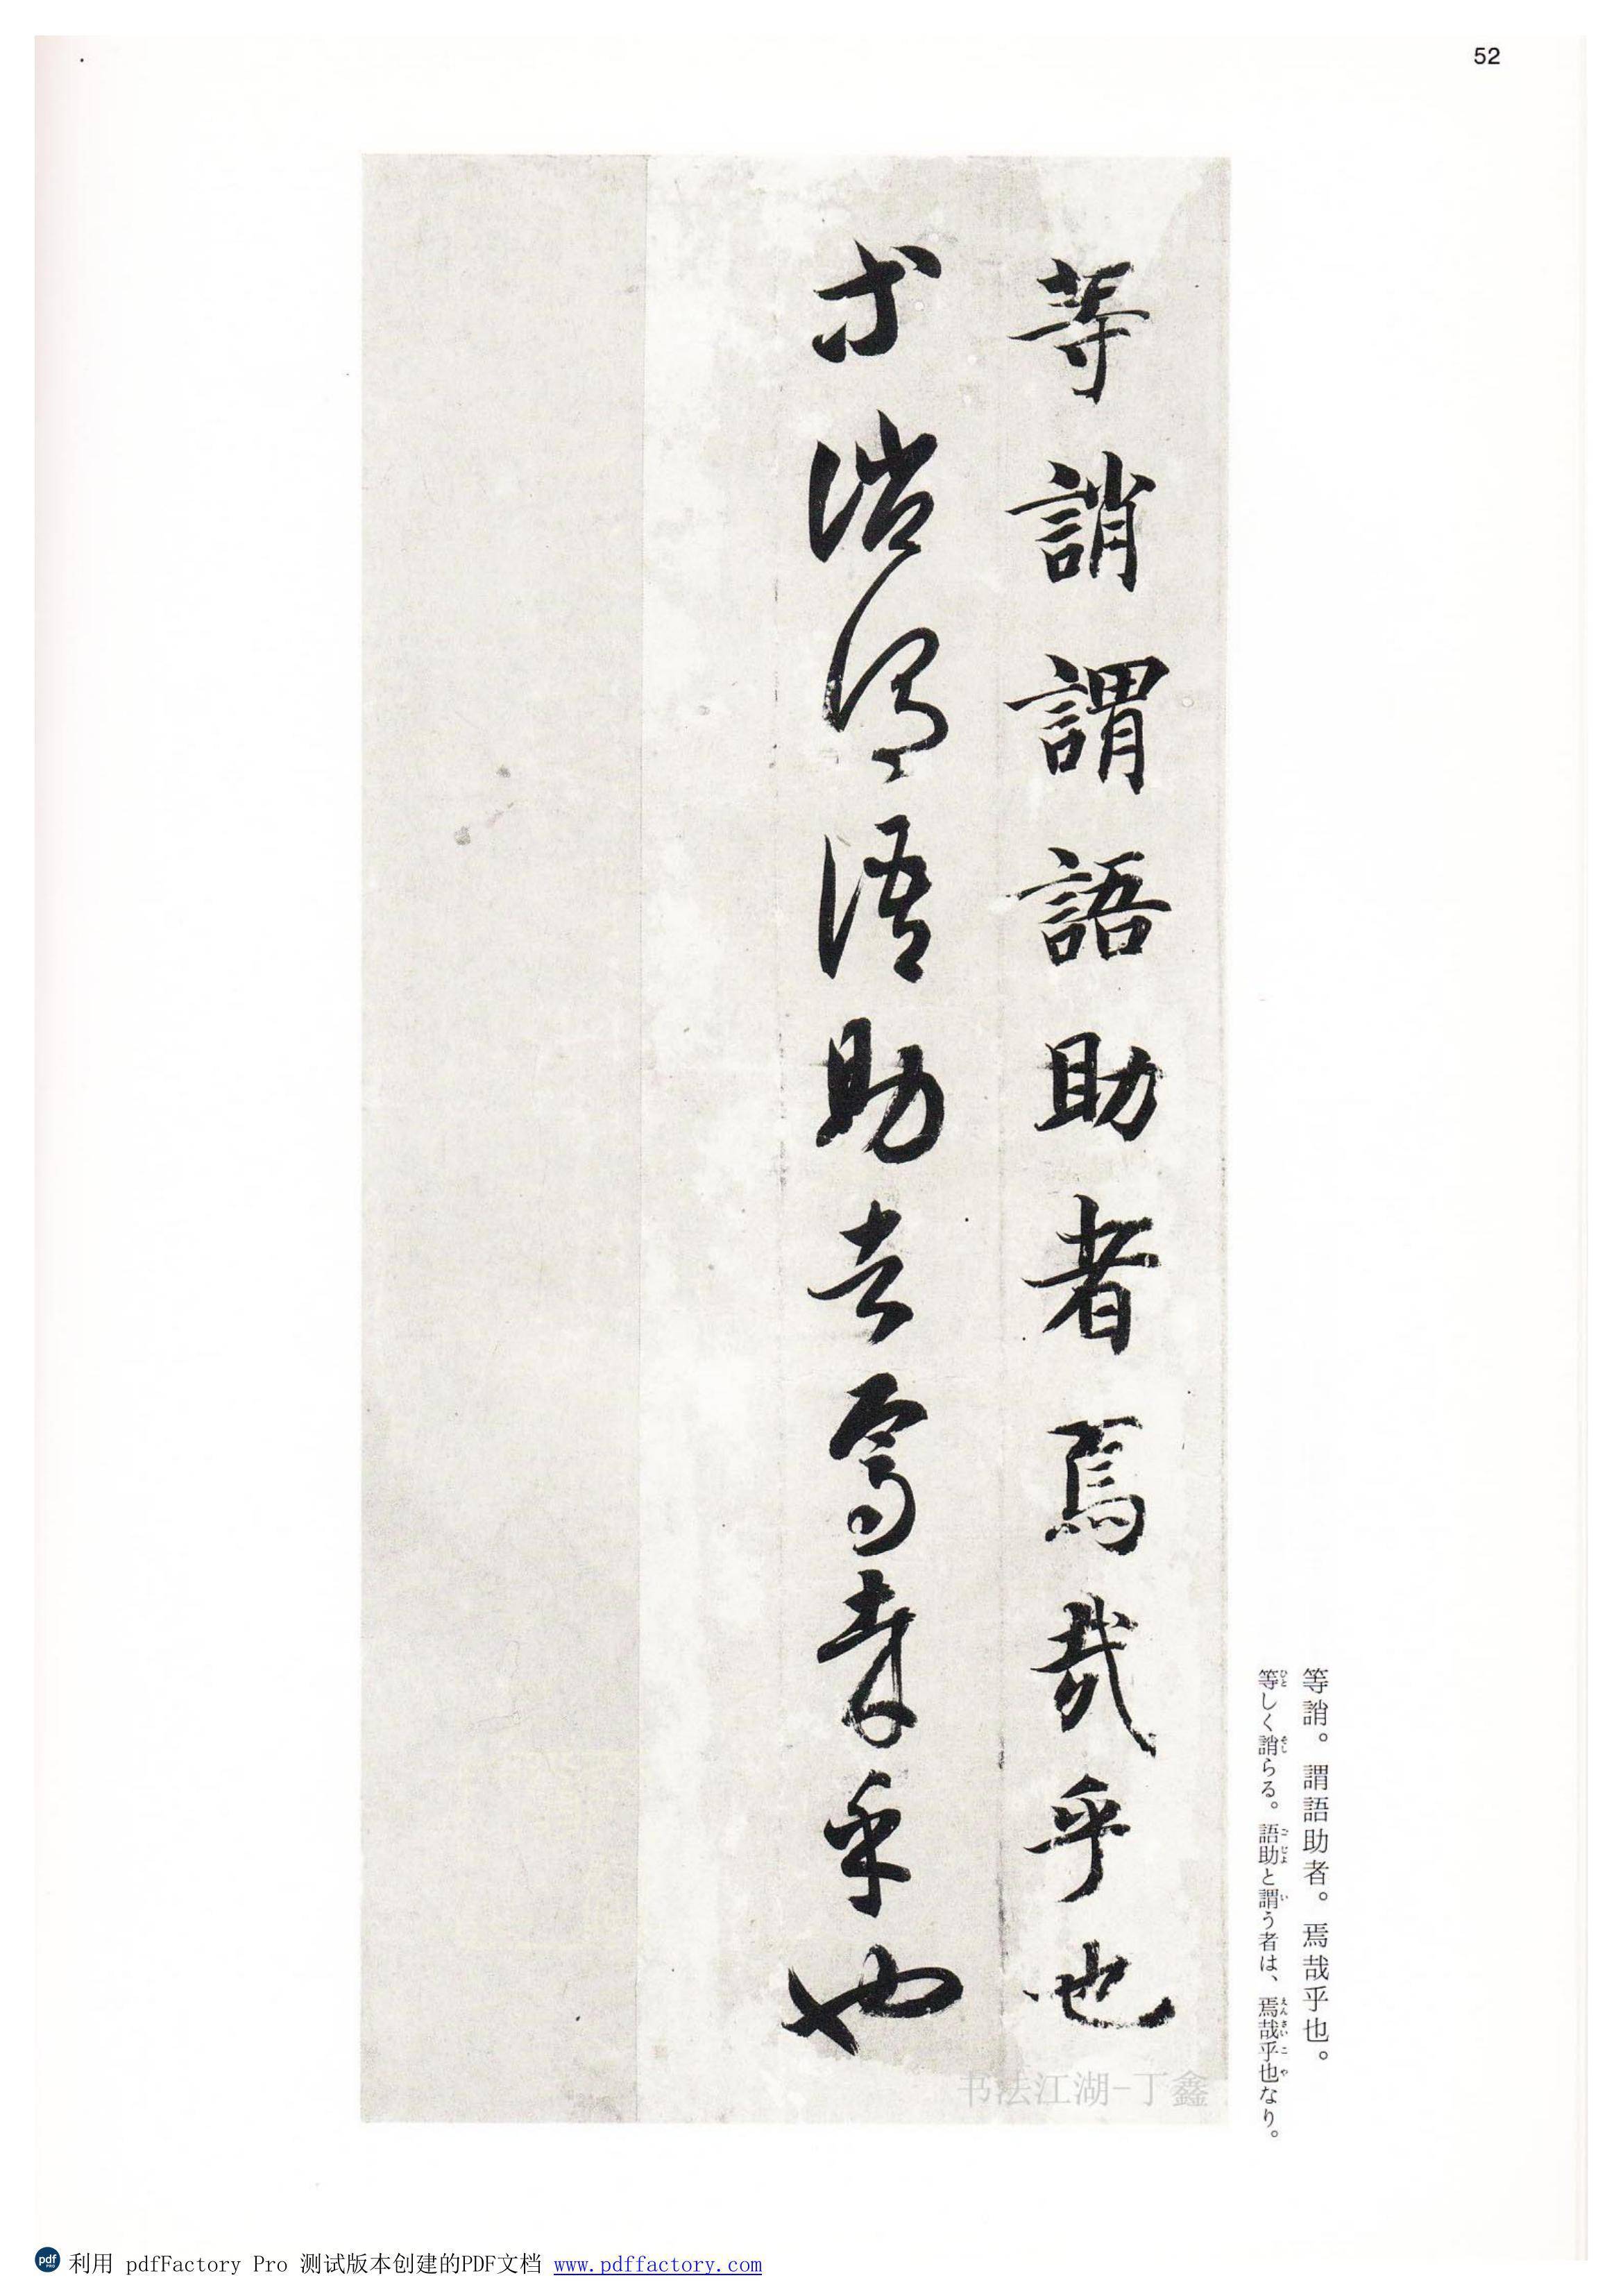 52
等誚謂語助者焉哉乎也
等誚謂語助者焉哉乎也
等誚。謂語助者。焉哉乎也。
等しく誚らる。語助と謂う者は、焉哉乎也なり。
书法江湖-丁鑫
利用 pdfFactory Pro 测试版本创建的PDF文档 www.pdffactory.com